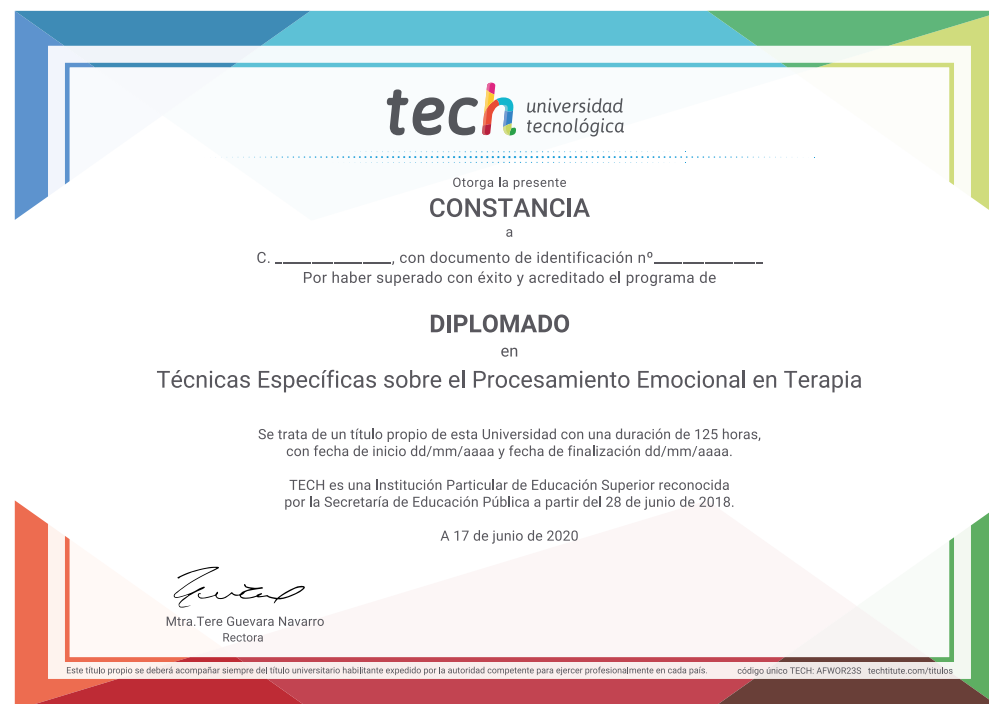 tech universidad
tecnológica
Otorga la presente
CONSTANCIA
a
C. ______________, con documento de identificación nº______________
Por haber superado con éxito y acreditado el programa de
DIPLOMADO
en
Técnicas Específicas sobre el Procesamiento Emocional en Terapia
Se trata de un título propio de esta Universidad con una duración de 125 horas,
con fecha de inicio dd/mm/aaaa y fecha de finalización dd/mm/aaaa.
TECH es una Institución Particular de Educación Superior reconocida
por la Secretaría de Educación Pública a partir del 28 de junio de 2018.
A 17 de junio de 2020
Mtra.Tere Guevara Navarro
Rectora
Este título propio se deberá acompañar siempre del título universitario habilitante expedido por la autoridad competente para ejercer profesionalmente en cada país. código único TECH: AFWOR23S techtitute.com/titulos